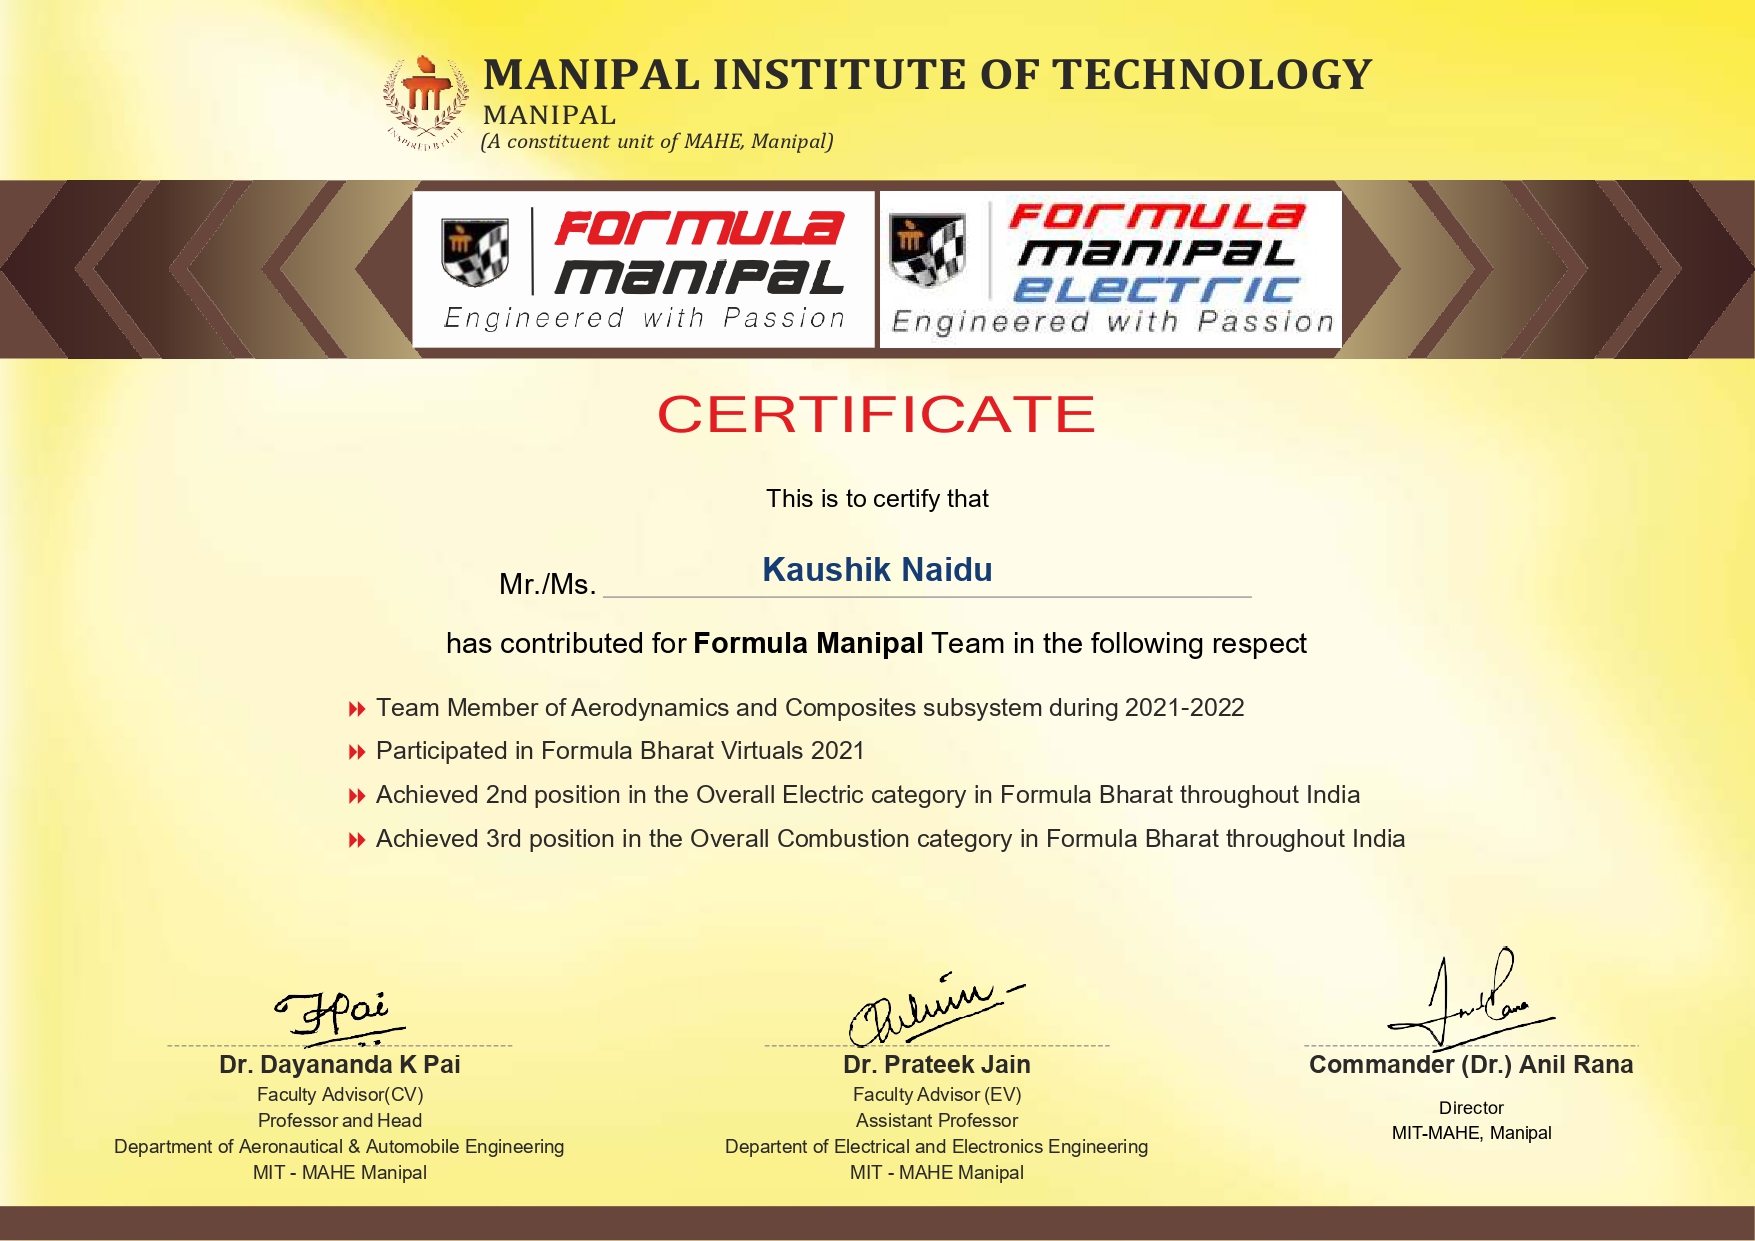 MANIPAL INSTITUTE OF TECHNOLOGY
MANIPAL
(A constituent unit of MAHE, Manipal)
INSPIRED BY LIFE
FORMULA
MANIPAL
Engineered with Passion
FORMULA
MANIPAL
ELECTRIC
Engineered with Passion
CERTIFICATE
This is to certify that
Mr./Ms. Kaushik Naidu
has contributed for Formula Manipal Team in the following respect
Team Member of Aerodynamics and Composites subsystem during 2021-2022
Participated in Formula Bharat Virtuals 2021
Achieved 2nd position in the Overall Electric category in Formula Bharat throughout India
Achieved 3rd position in the Overall Combustion category in Formula Bharat throughout India
Dr. Dayananda K Pai
Faculty Advisor(CV)
Professor and Head
Department of Aeronautical & Automobile Engineering
MIT - MAHE Manipal
Dr. Prateek Jain
Faculty Advisor (EV)
Assistant Professor
Departent of Electrical and Electronics Engineering
MIT - MAHE Manipal
Commander (Dr.) Anil Rana
Director
MIT-MAHE, Manipal